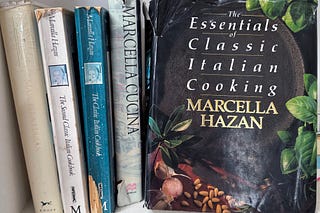 Marcella Hazan
The Second Classic Italian Cookbook
M
Marcella Hazan
The Classic Italian Cookbook
MARCELLA CUCINA
The
Essentials
of
Classic
Italian
Cooking
MARCELLA
HAZAN